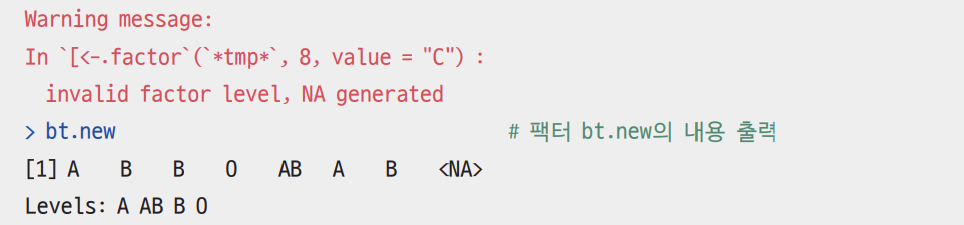 Warning message:
In `[<-.factor`(`*tmp*`, 8, value = "C") :
invalid factor level, NA generated
> bt.new # 팩터 bt.new의 내용 출력
[1] A B B O AB A B <NA>
Levels: A AB B O